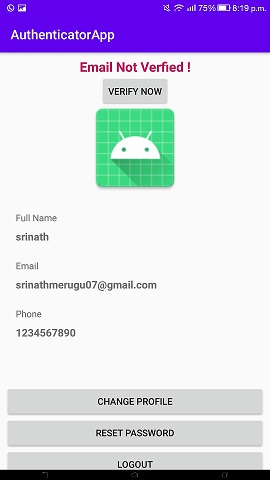 75% 8:19 p.m.
AuthenticatorApp
Email Not Verfied !
VERIFY NOW
Full Name
srinath
Email
srinathmerugu07@gmail.com
Phone
1234567890
CHANGE PROFILE
RESET PASSWORD
LOGOUT